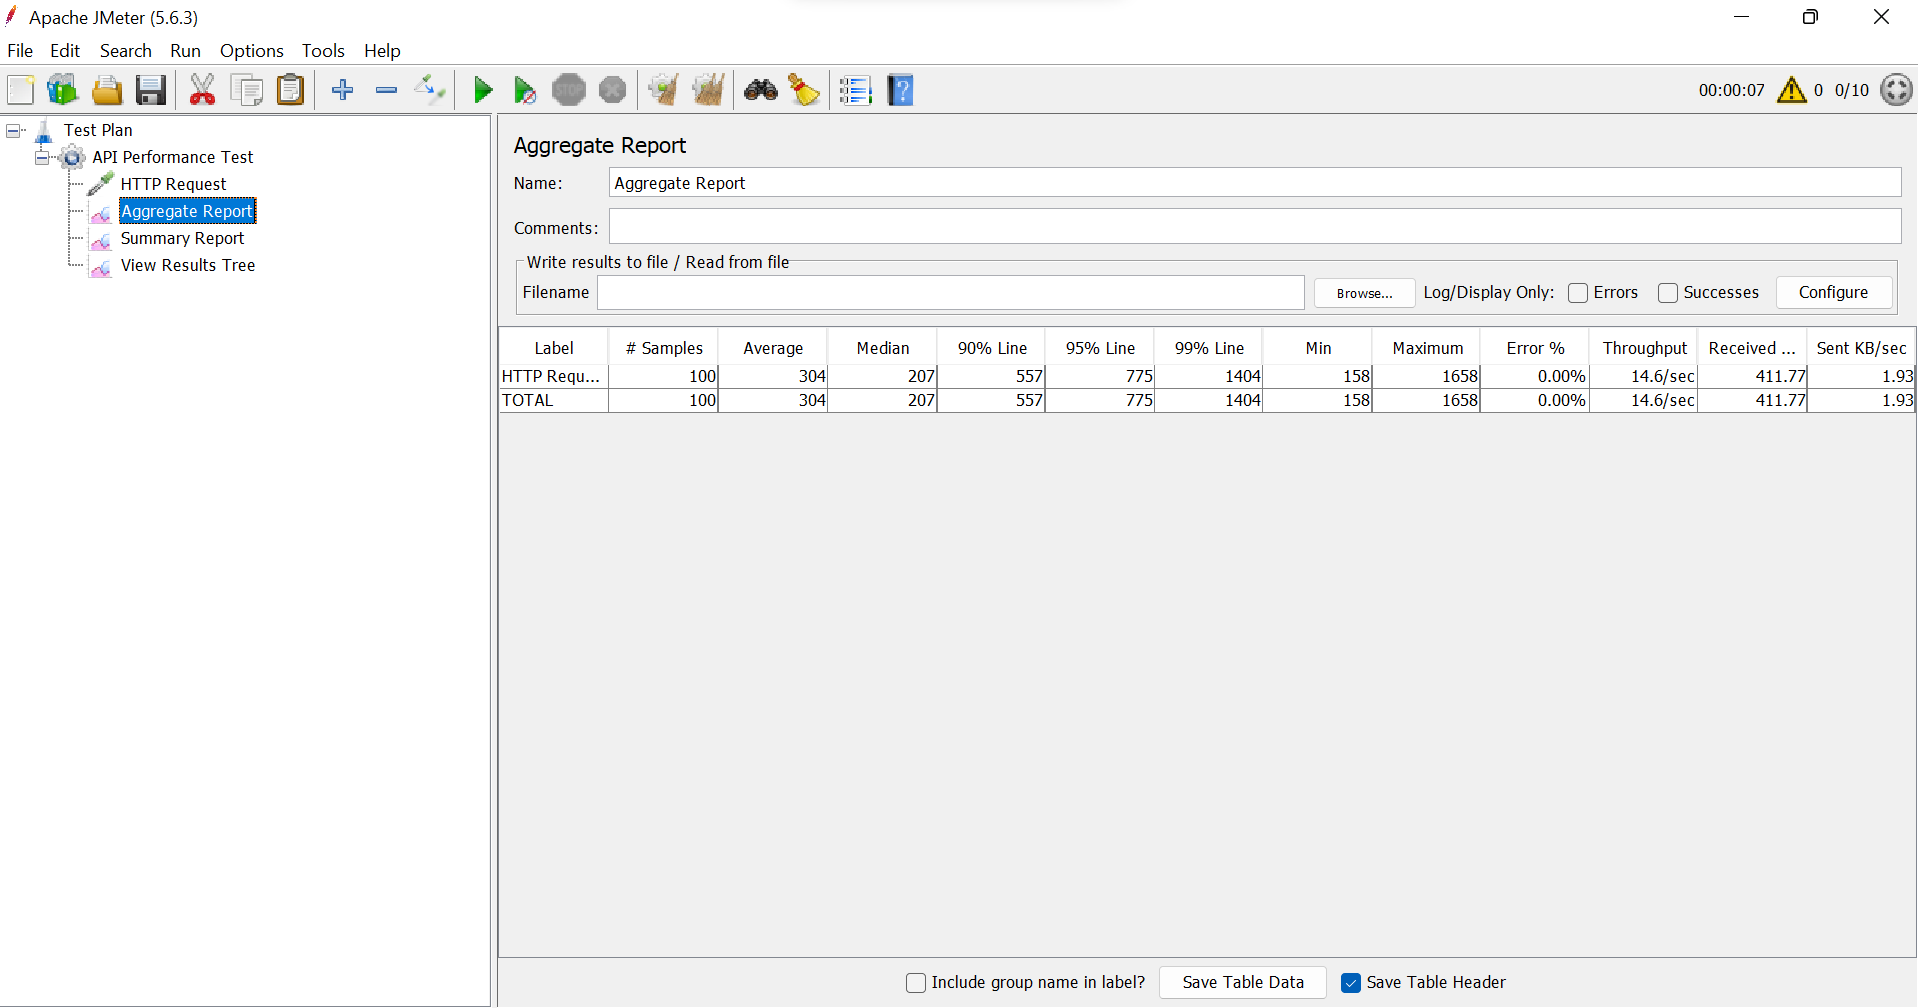 Apache JMeter (5.6.3)
File Edit Search Run Options Tools Help
STOP ? 00:00:07 0 0/10
Test Plan
API Performance Test
HTTP Request
Aggregate Report
Summary Report
View Results Tree
Aggregate Report
Name: Aggregate Report
Comments:
Write results to file / Read from file
Filename Browse... Log/Display Only: Errors Successes Configure
Label # Samples Average Median 90% Line 95% Line 99% Line Min Maximum Error % Throughput Received ... Sent KB/sec
HTTP Requ... 100 304 207 557 775 1404 158 1658 0.00% 14.6/sec 411.77 1.93
TOTAL 100 304 207 557 775 1404 158 1658 0.00% 14.6/sec 411.77 1.93
Include group name in label? Save Table Data Save Table Header